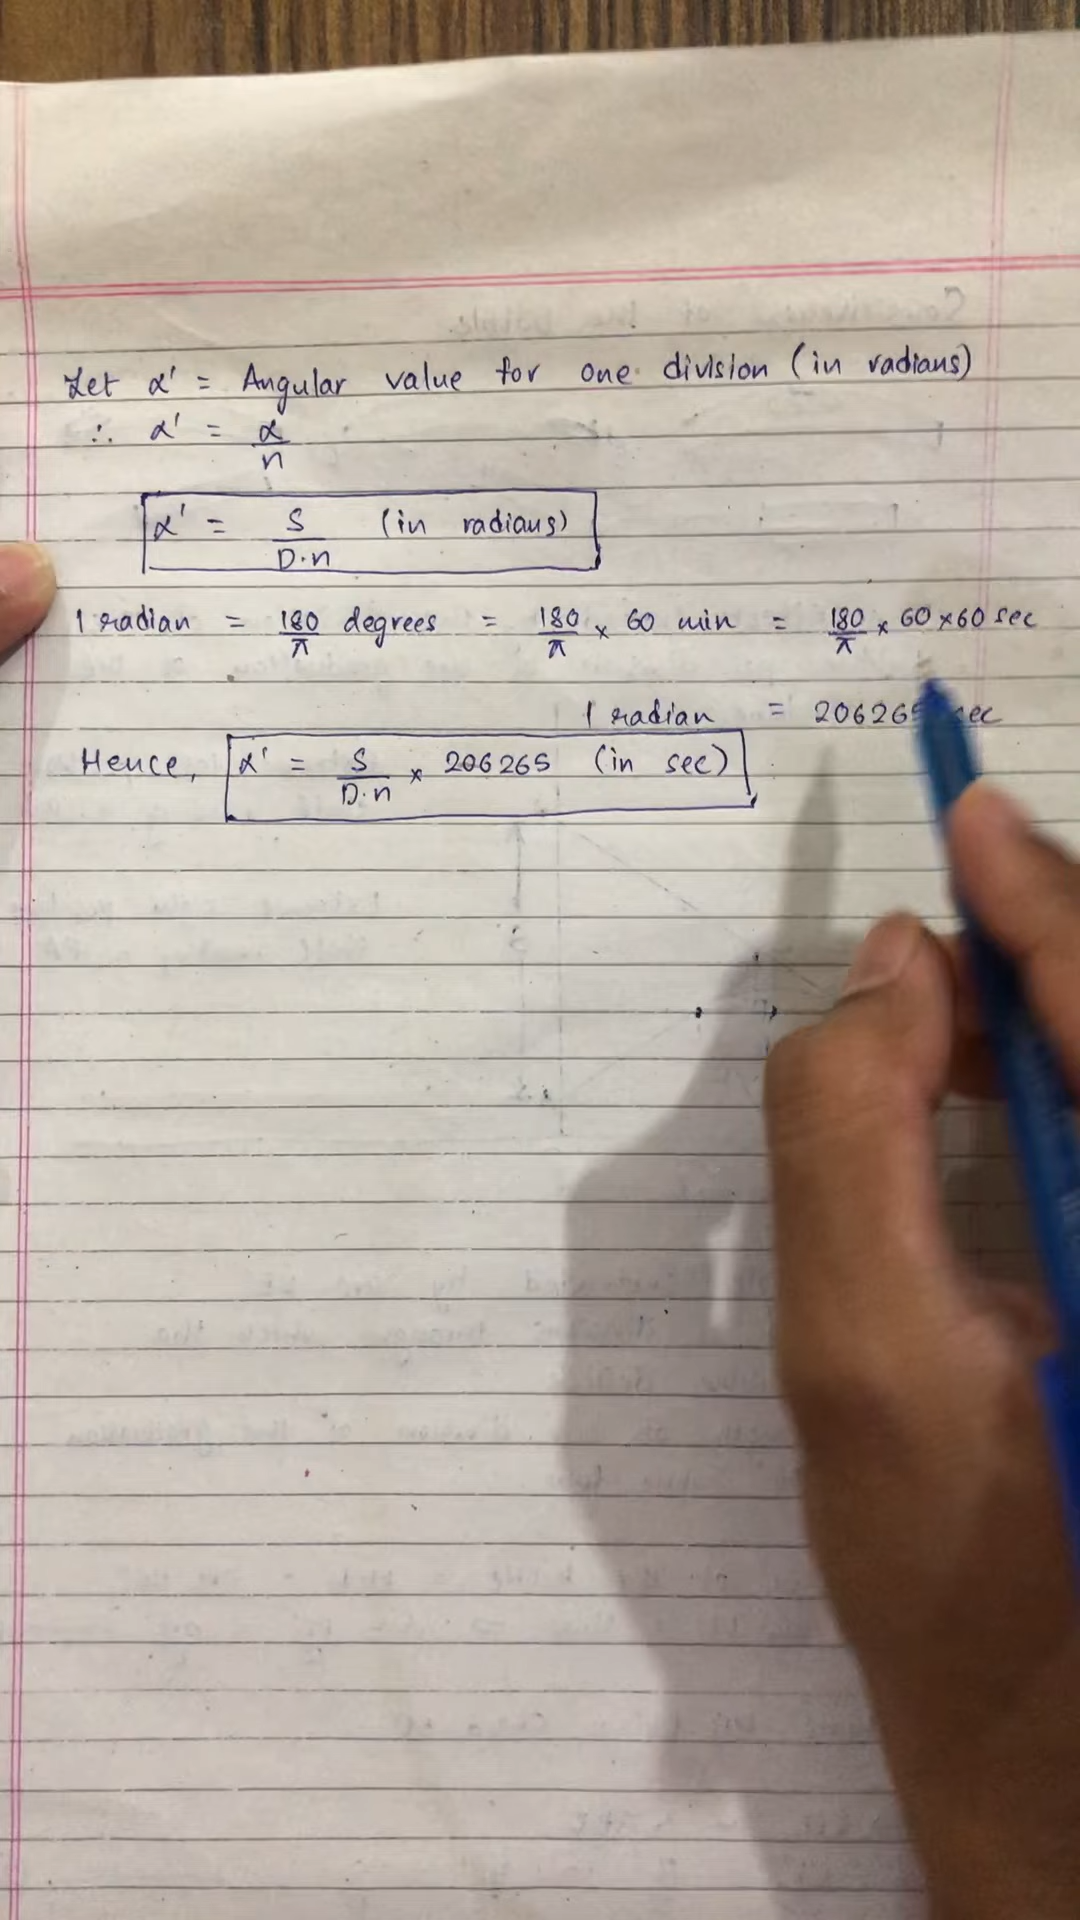 Let α' = Angular value for one division (in radians)
∴ α' = α/n
α' = S/D·n (in radians)
1 radian = 180/π degrees = 180/π × 60 min = 180/π × 60 × 60 sec
1 radian = 206265 sec
Hence, α' = S/D·n × 206265 (in sec)